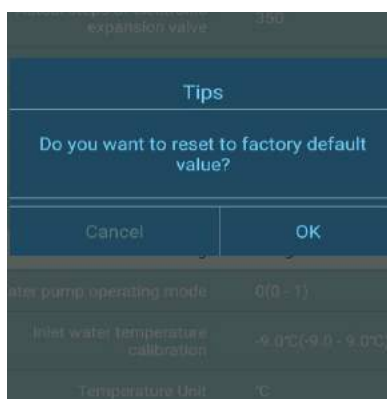 expansion valve
350
Tips
Do you want to reset to factory default
value?
Cancel
OK
ater pump operating mode
0(0 - 1)
Inlet water temperature
calibration
-9.0℃(-9.0 - 9.0℃)
Temperature Unit
℃